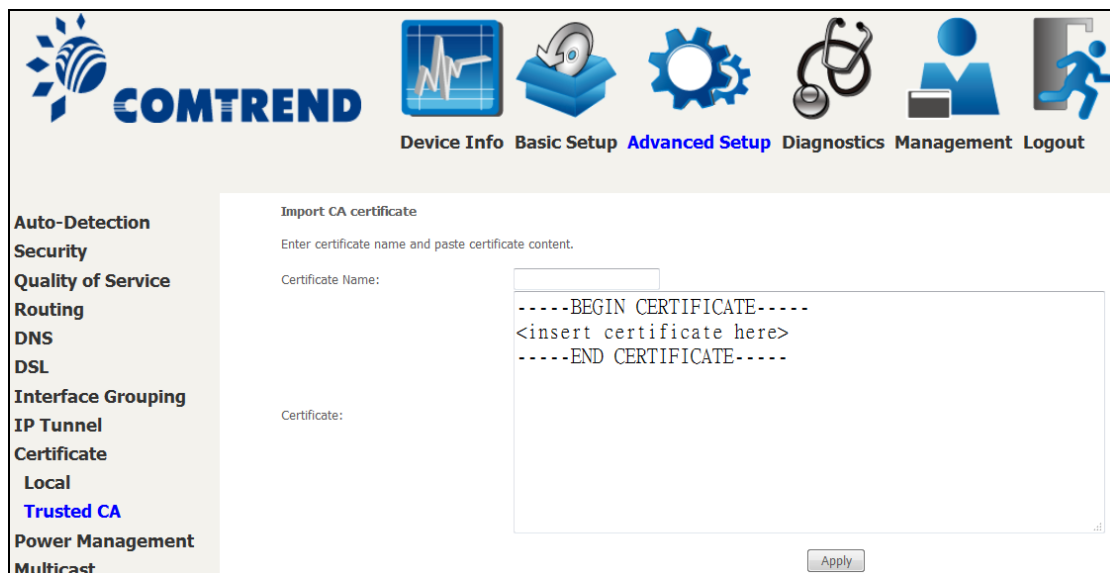 COMTREND
Device Info Basic Setup Advanced Setup Diagnostics Management Logout
Auto-Detection
Security
Quality of Service
Routing
DNS
DSL
Interface Grouping
IP Tunnel
Certificate
Local
Trusted CA
Power Management
Multicast
Import CA certificate
Enter certificate name and paste certificate content.
Certificate Name:
-----BEGIN CERTIFICATE-----
<insert certificate here>
-----END CERTIFICATE-----
Certificate:
Apply